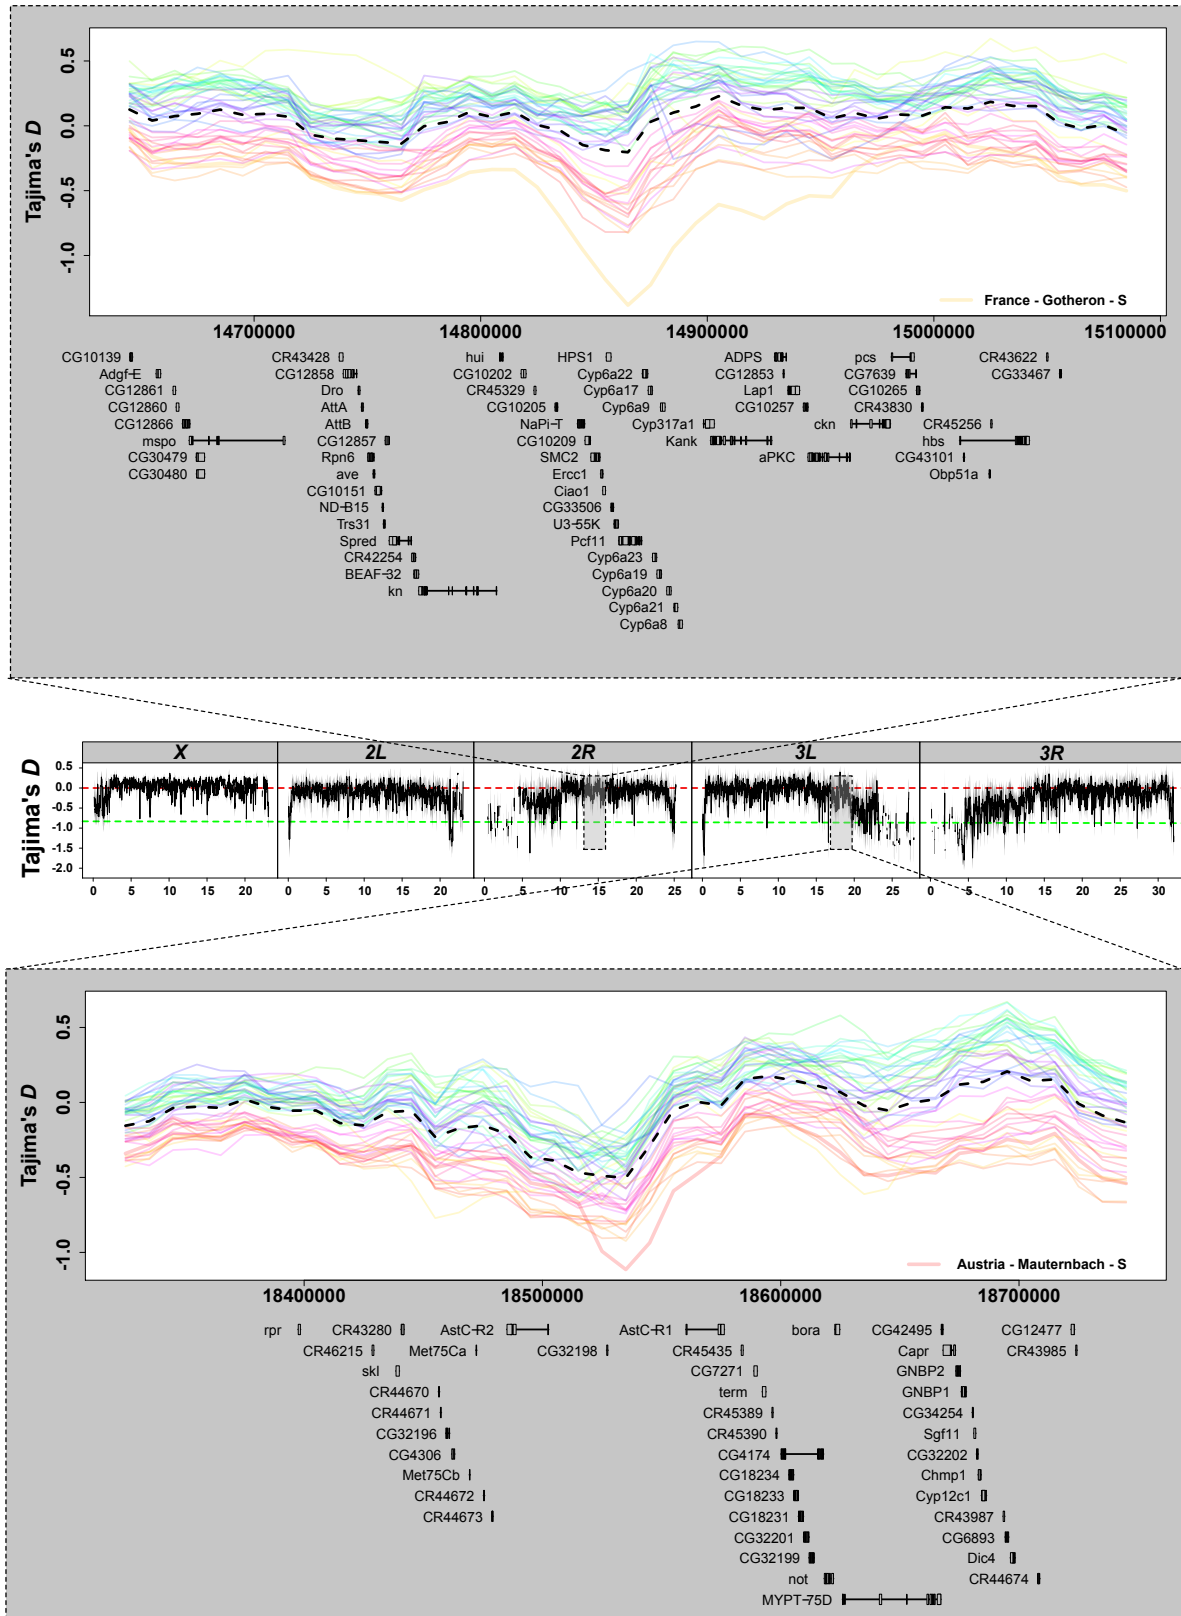 Tajima's D
0.5
0.0
-0.5
-1.0
France - Gotheron - S
14700000 14800000 14900000 15000000 15100000
CG10139 CR43428 hui HPS1 ADPS pcs CR43622
Adgf-E CG12858 CG10202 Cyp6a22 CG12853 CG7639 CG33467
CG12861 Dro CR45329 Cyp6a17 Lap1 CG10265
CG12860 AttA CG10205 Cyp6a9 CG10257 CR43830
CG12866 AttB NaPi-T Cyp317a1 ckn CR45256
mspo CG12857 CG10209 Kank hbs
CG30479 Rpn6 SMC2 aPKC CG43101
CG30480 ave Ercc1 Obp51a
CG10151 Ciao1
ND-B15 CG33506
Trs31 U3-55K
Spred Pcf11
CR42254 Cyp6a23
BEAF-32 Cyp6a19
kn Cyp6a20
Cyp6a21
Cyp6a8
X 2L 2R 3L 3R
Tajima's D
0.5
0.0
-0.5
-1.0
-1.5
-2.0
0 5 10 15 20 0 5 10 15 20 0 5 10 15 20 25 0 5 10 15 20 25 0 5 10 15 20 25 30
Tajima's D
0.5
0.0
-0.5
-1.0
Austria - Mauternbach - S
18400000 18500000 18600000 18700000
rpr CR43280 AstC-R2 AstC-R1 bora CG42495 CG12477
CR46215 Met75Ca CG32198 CR45435 Capr CR43985
skl CG7271 GNBP2
CR44670 term GNBP1
CR44671 CR45389 CG34254
CG32196 CR45390 Sgf11
CG4306 CG4174 CG32202
Met75Cb CG18234 Chmp1
CR44672 CG18233 Cyp12c1
CR44673 CG18231 CR43987
CG32201 CG6893
CG32199 Dic4
not CR44674
MYPT-75D